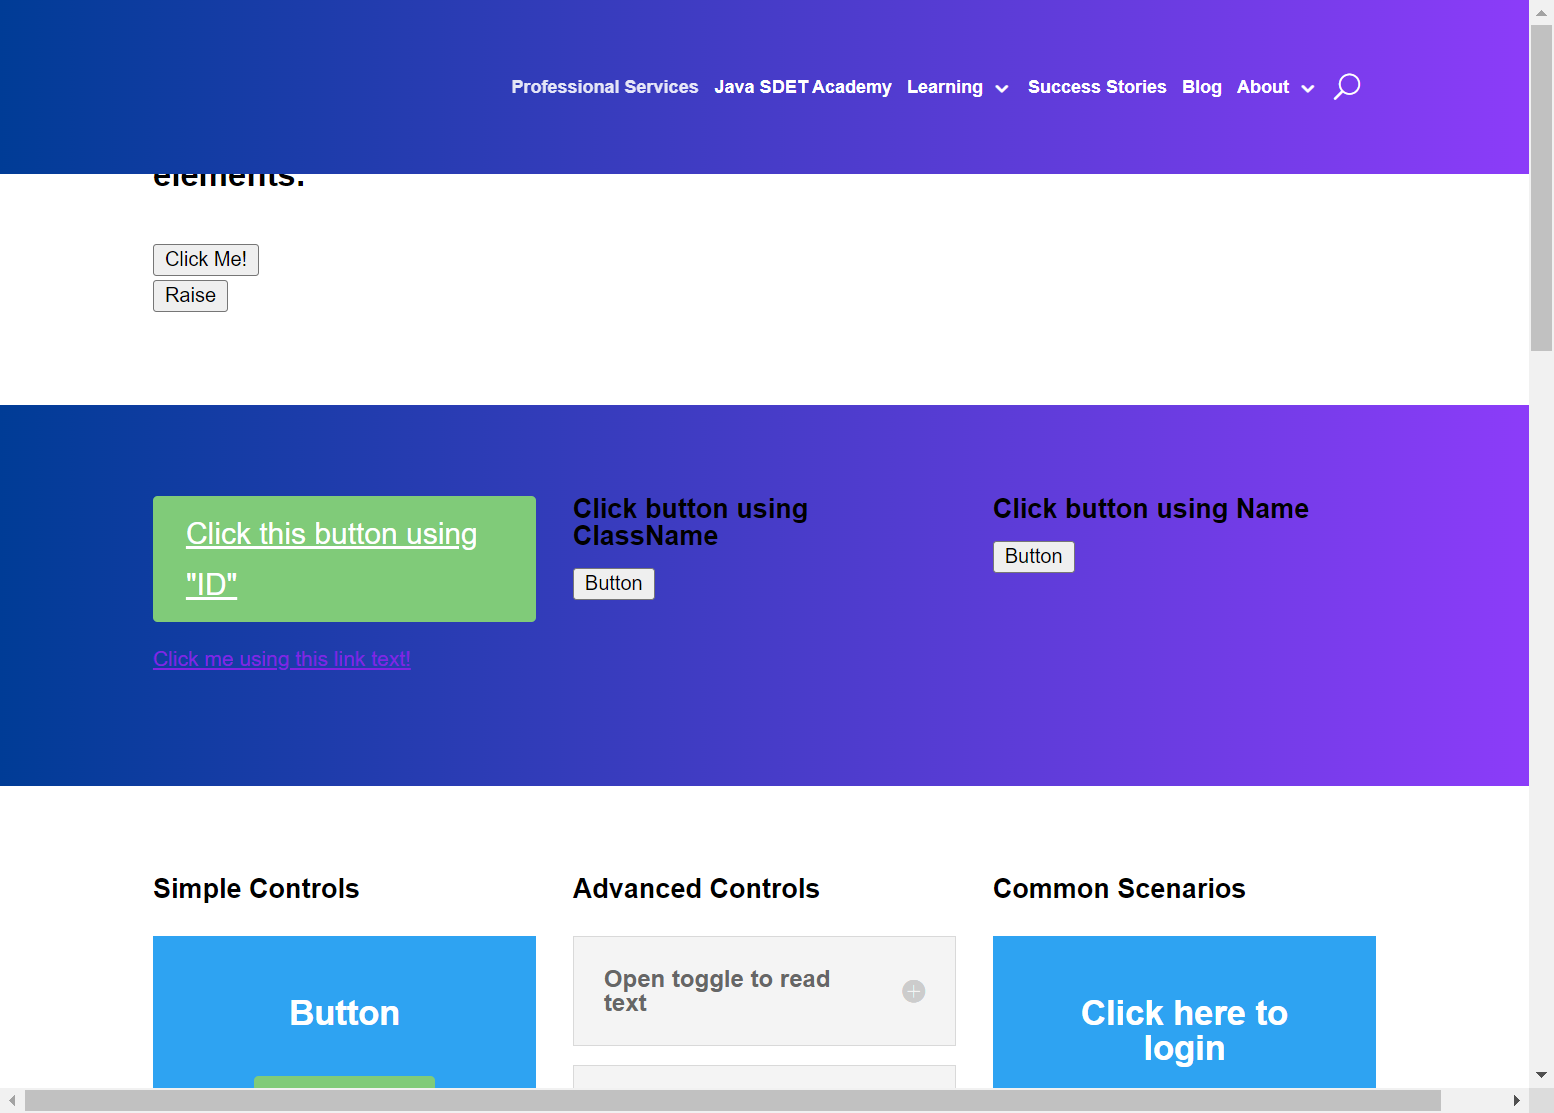 Professional Services Java SDET Academy Learning Success Stories Blog About
elements.
Click Me!
Raise
Click this button using
"ID"
Click me using this link text!
Click button using
ClassName
Button
Click button using Name
Button
Simple Controls
Button
Advanced Controls
Open toggle to read
text
Common Scenarios
Click here to
login